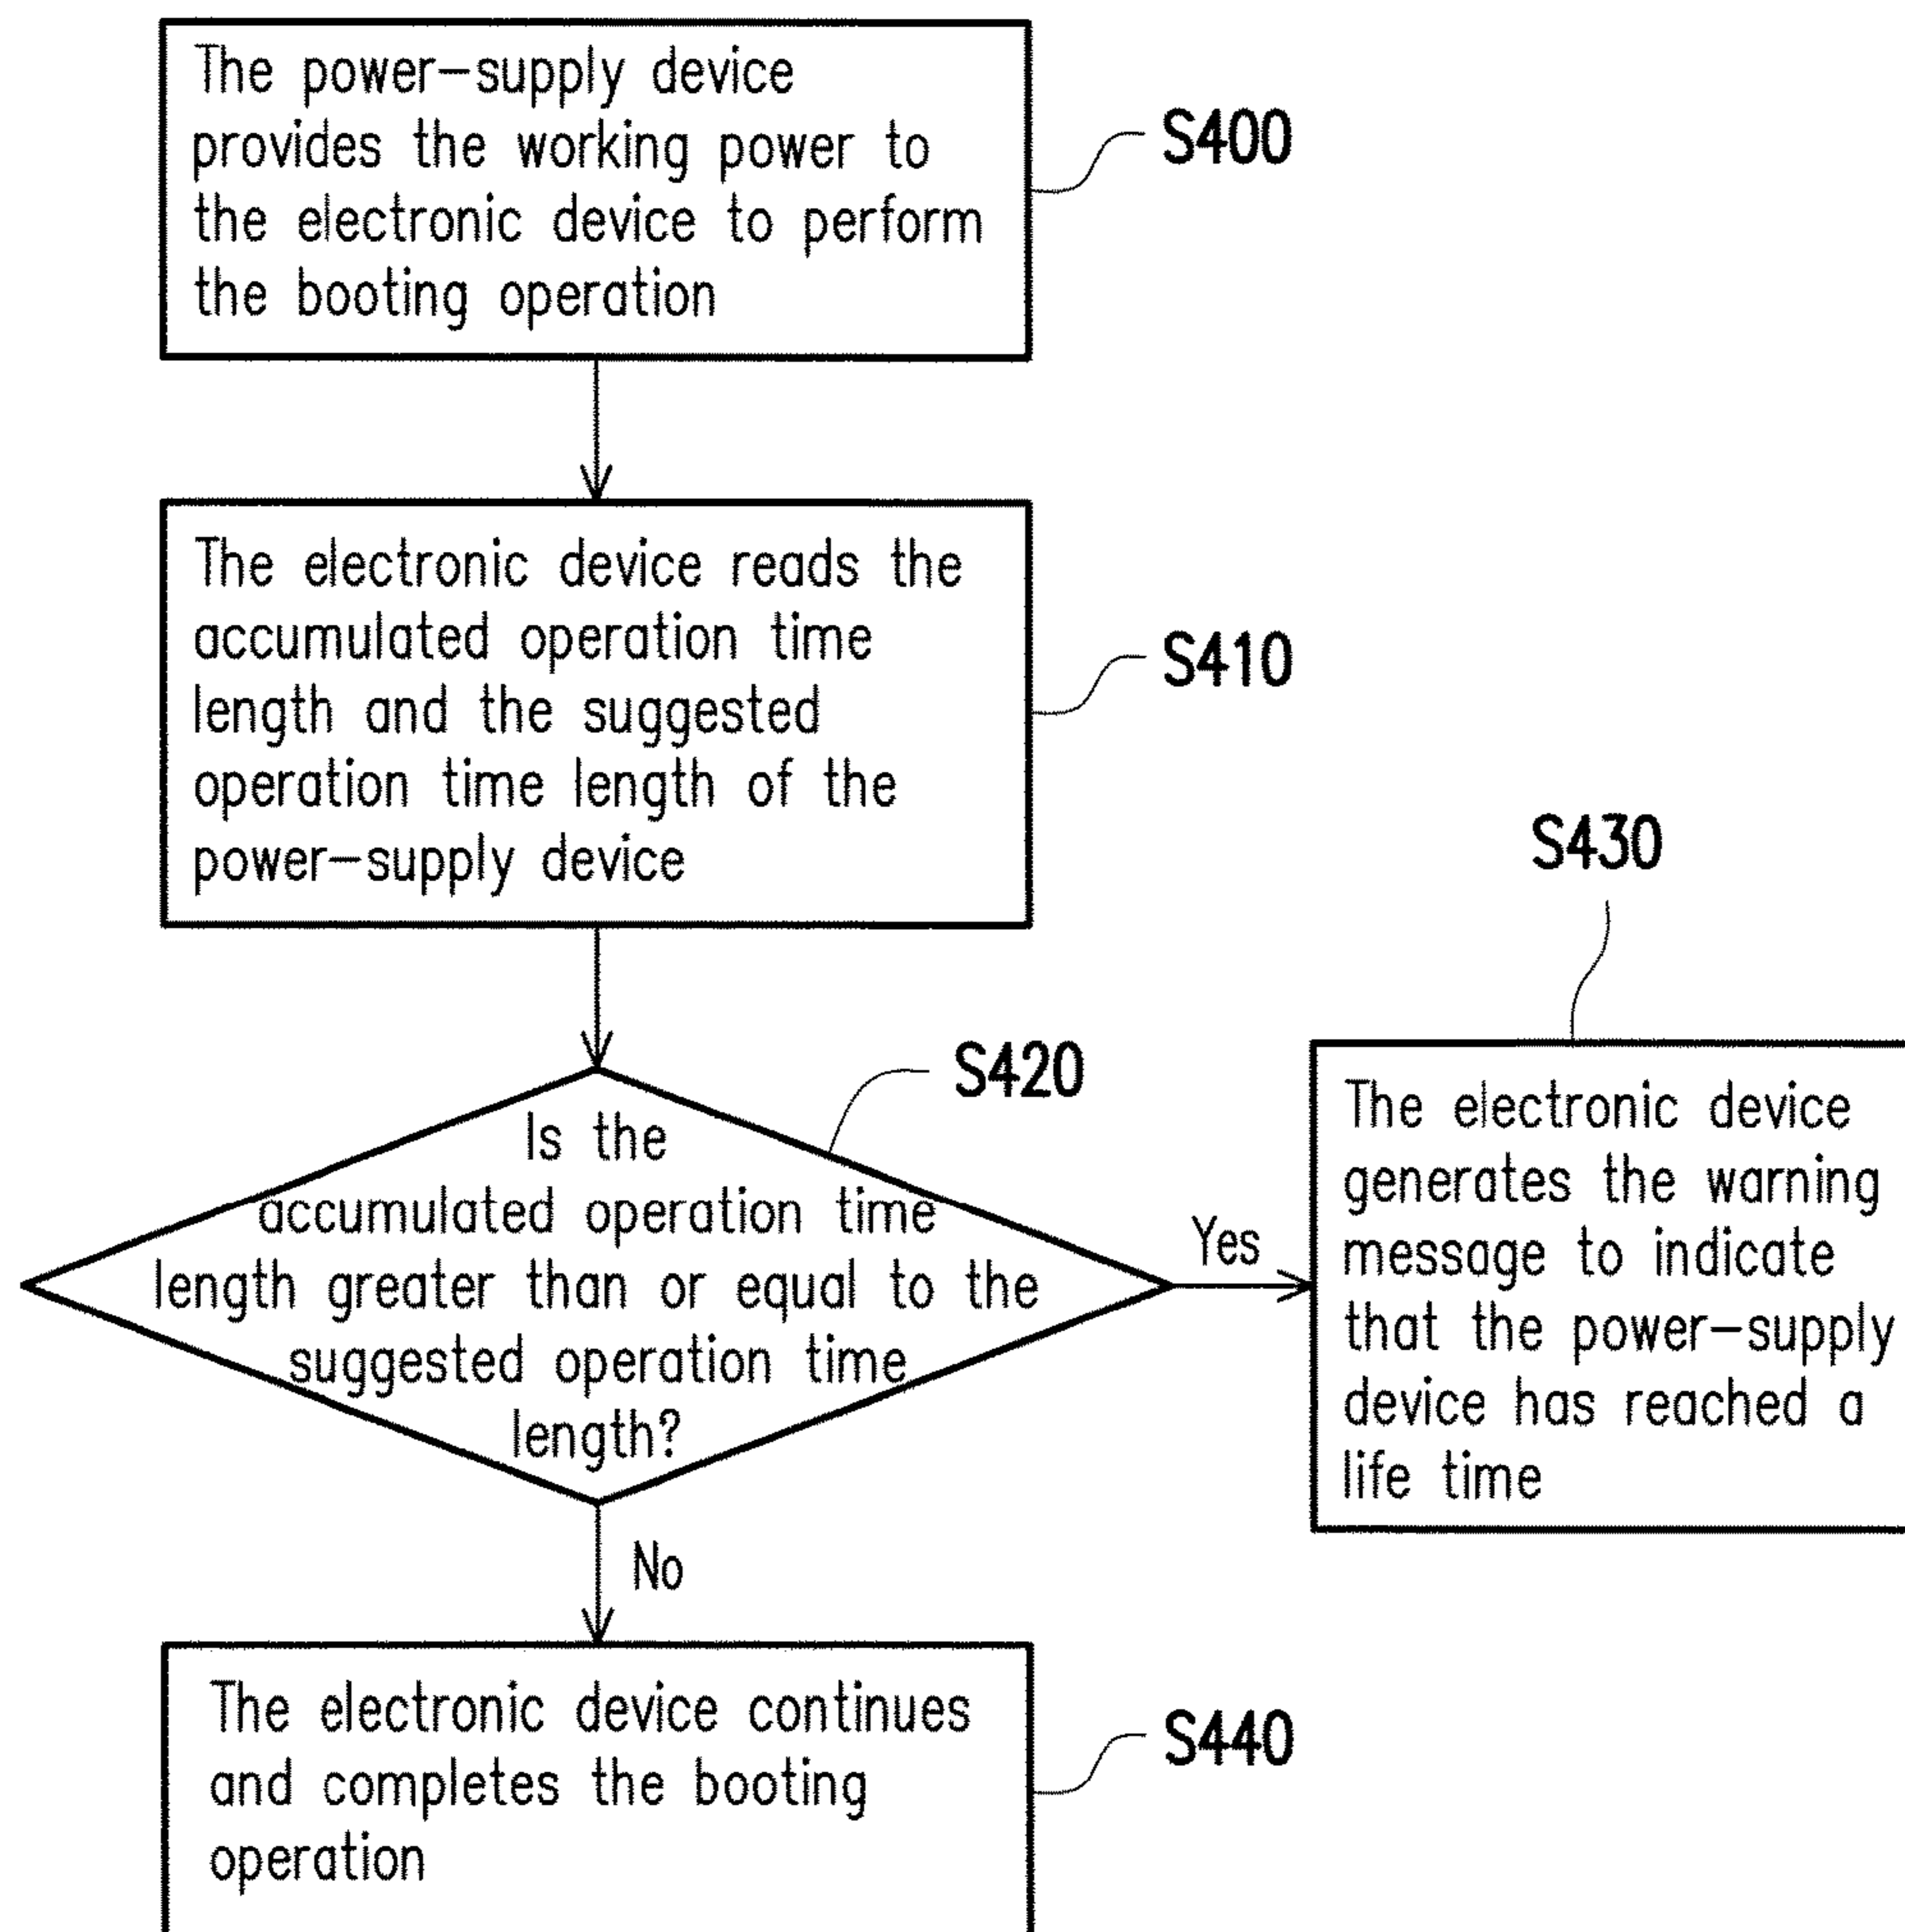 The power-supply device
provides the working power to
the electronic device to perform
the booting operation
S400
The electronic device reads the
accumulated operation time
length and the suggested
operation time length of the
power-supply device
S410
S420
Is the
accumulated operation time
length greater than or equal to the
suggested operation time
length?
Yes
S430
The electronic device
generates the warning
message to indicate
that the power-supply
device has reached a
life time
No
The electronic device continues
and completes the booting
operation
S440